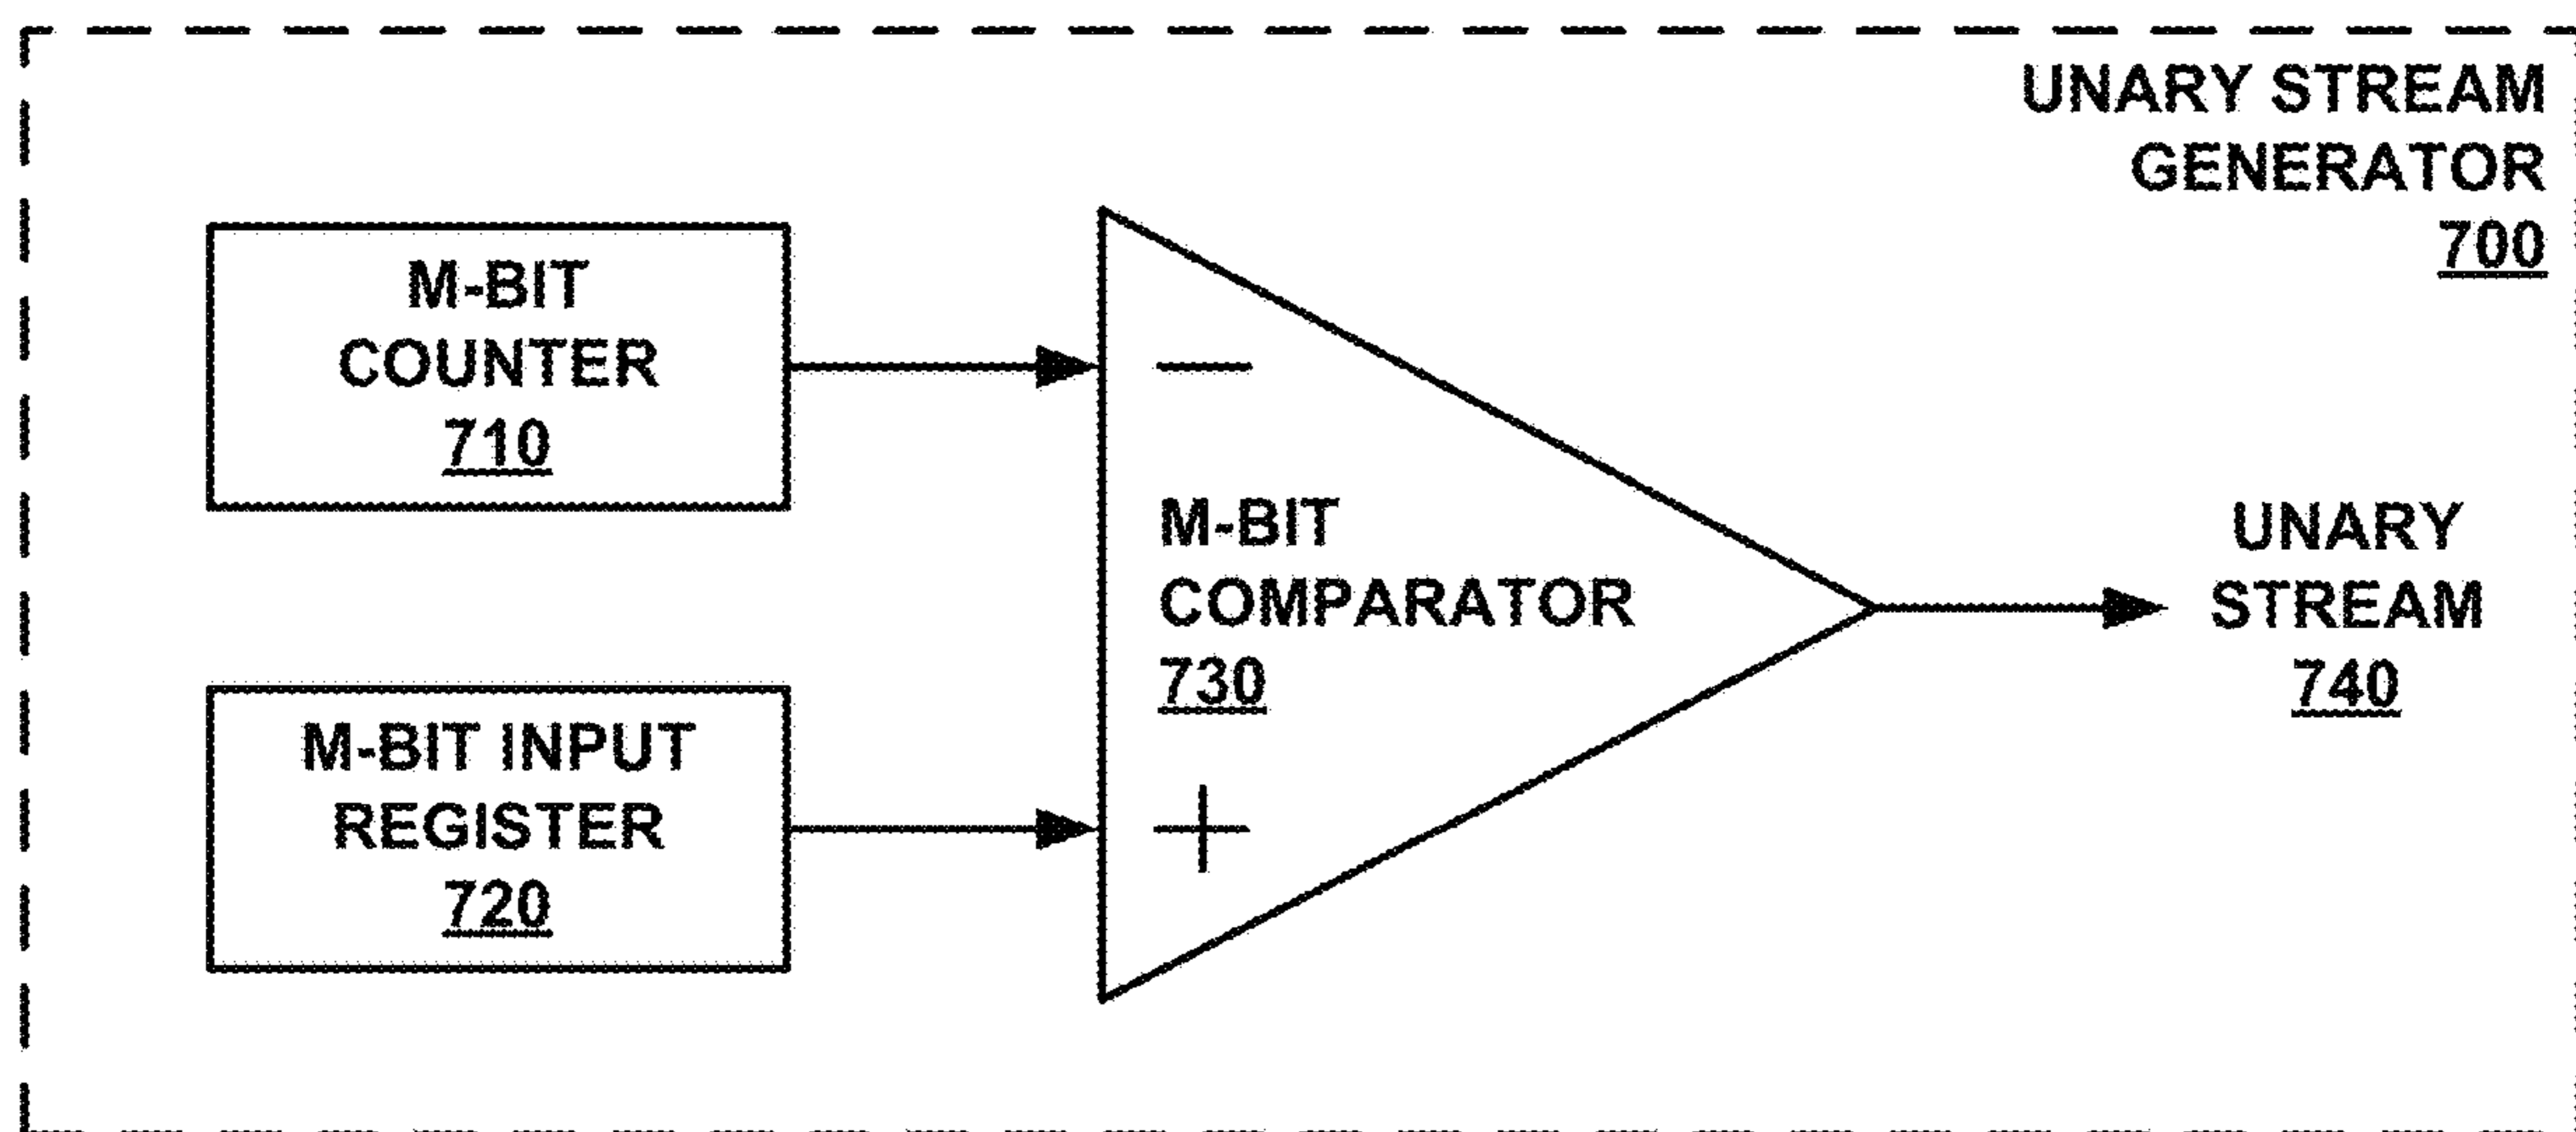 UNARY STREAM
GENERATOR
700
M-BIT
COUNTER
710
M-BIT INPUT
REGISTER
720
M-BIT
COMPARATOR
730
UNARY
STREAM
740